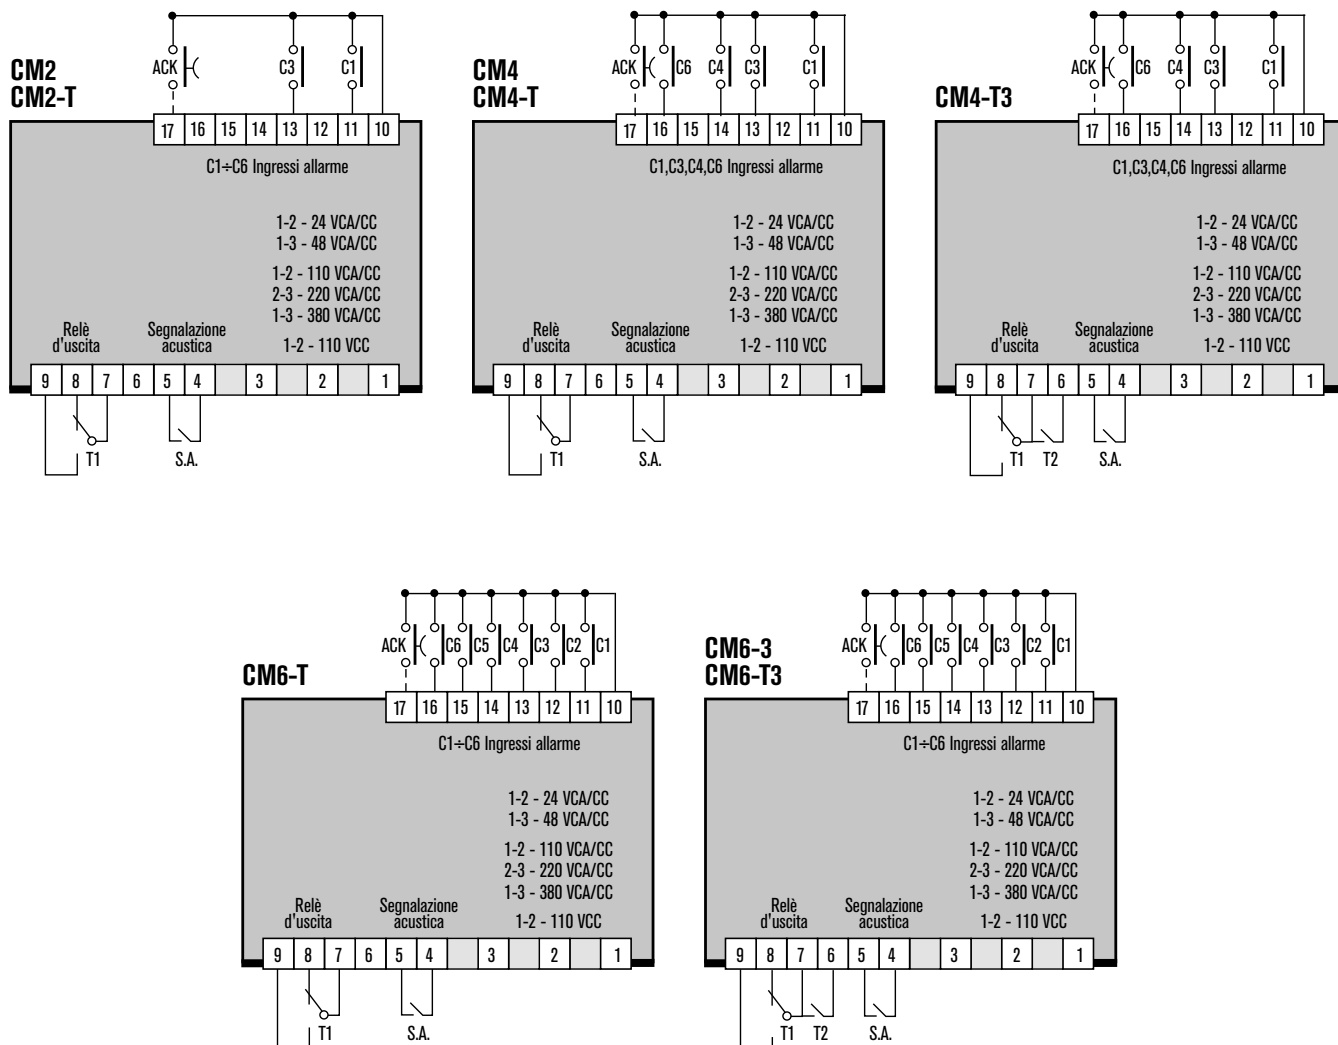 CM2
CM2-T
ACK C3 C1
17 16 15 14 13 12 11 10
C1÷C6 Ingressi allarme
1-2 - 24 VCA/CC
1-3 - 48 VCA/CC
1-2 - 110 VCA/CC
2-3 - 220 VCA/CC
1-3 - 380 VCA/CC
1-2 - 110 VCC
Relè
d'uscita
Segnalazione
acustica
9 8 7 6 5 4 3 2 1
T1 S.A.
CM4
CM4-T
ACK C6 C4 C3 C1
17 16 15 14 13 12 11 10
C1,C3,C4,C6 Ingressi allarme
1-2 - 24 VCA/CC
1-3 - 48 VCA/CC
1-2 - 110 VCA/CC
2-3 - 220 VCA/CC
1-3 - 380 VCA/CC
1-2 - 110 VCC
Relè
d'uscita
Segnalazione
acustica
9 8 7 6 5 4 3 2 1
T1 S.A.
CM4-T3
ACK C6 C4 C3 C1
17 16 15 14 13 12 11 10
C1,C3,C4,C6 Ingressi allarme
1-2 - 24 VCA/CC
1-3 - 48 VCA/CC
1-2 - 110 VCA/CC
2-3 - 220 VCA/CC
1-3 - 380 VCA/CC
1-2 - 110 VCC
Relè
d'uscita
Segnalazione
acustica
9 8 7 6 5 4 3 2 1
T1 T2 S.A.
CM6-T
ACK C6 C5 C4 C3 C2 C1
17 16 15 14 13 12 11 10
C1÷C6 Ingressi allarme
1-2 - 24 VCA/CC
1-3 - 48 VCA/CC
1-2 - 110 VCA/CC
2-3 - 220 VCA/CC
1-3 - 380 VCA/CC
1-2 - 110 VCC
Relè
d'uscita
Segnalazione
acustica
9 8 7 6 5 4 3 2 1
T1 S.A.
CM6-3
CM6-T3
ACK C6 C5 C4 C3 C2 C1
17 16 15 14 13 12 11 10
C1÷C6 Ingressi allarme
1-2 - 24 VCA/CC
1-3 - 48 VCA/CC
1-2 - 110 VCA/CC
2-3 - 220 VCA/CC
1-3 - 380 VCA/CC
1-2 - 110 VCC
Relè
d'uscita
Segnalazione
acustica
9 8 7 6 5 4 3 2 1
T1 T2 S.A.